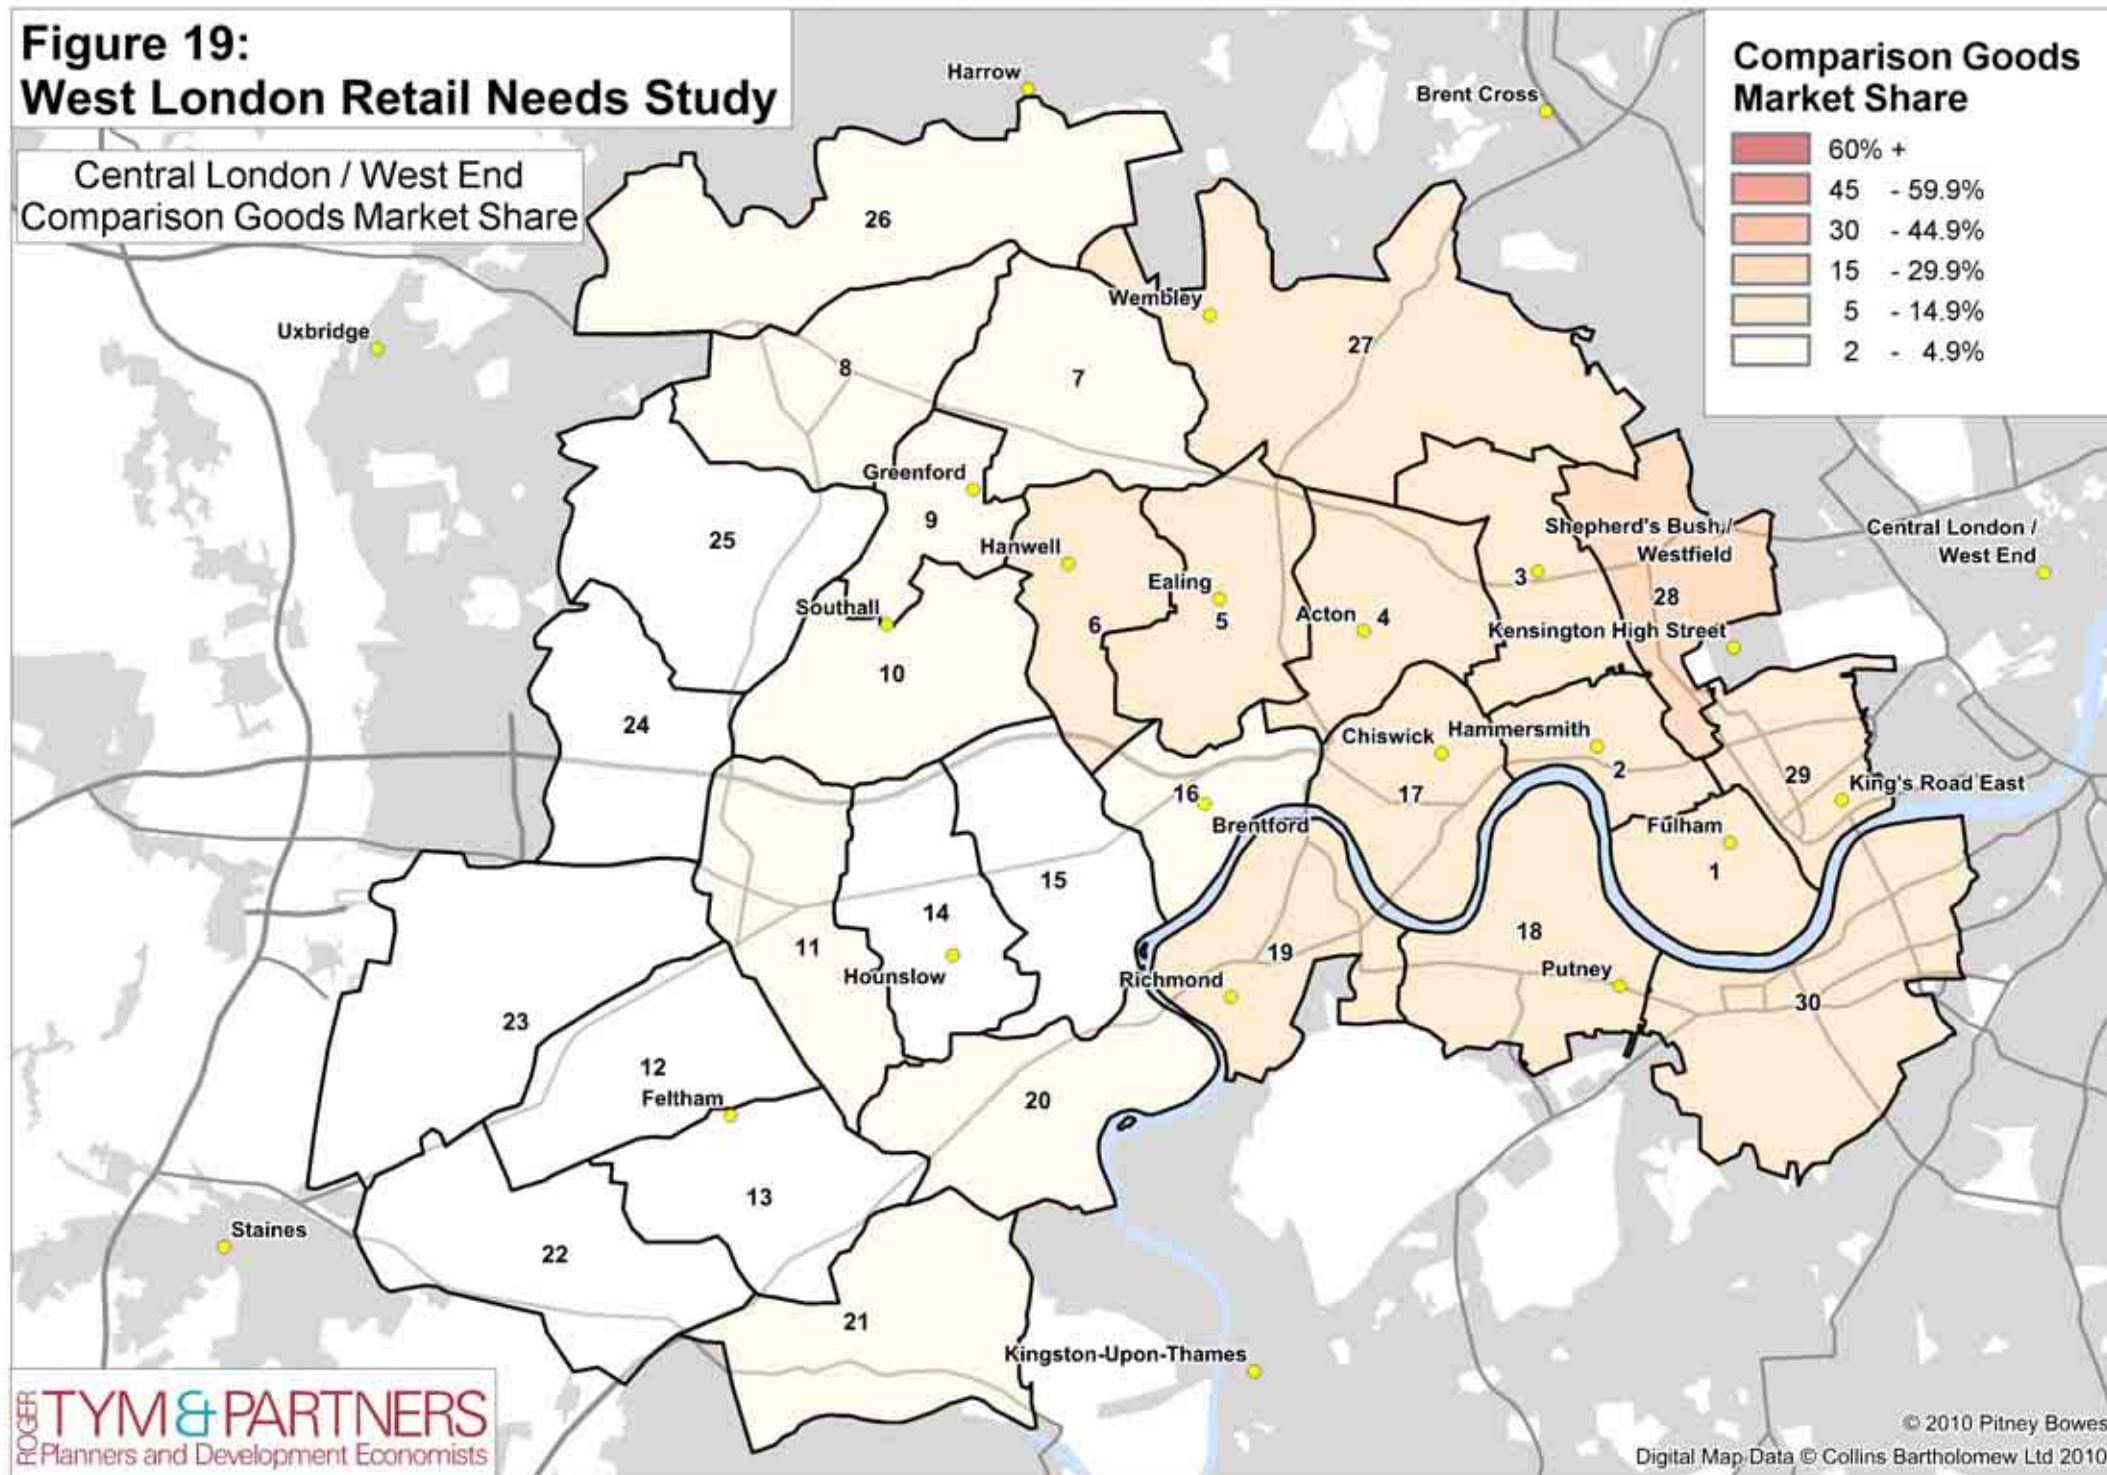 Figure 19:
West London Retail Needs Study
Central London / West End
Comparison Goods Market Share
Comparison Goods
Market Share
60% +
45 - 59.9%
30 - 44.9%
15 - 29.9%
5 - 14.9%
2 - 4.9%
Harrow
Brent Cross
26
Wembley
Uxbridge
27
8
7
Greenford
9
25
Hanwell
Shepherd's Bush /
Westfield
Central London /
West End
Ealing
3
Southall
6
5
Acton
4
28
Kensington High Street
10
24
Chiswick
Hammersmith
2
29
King's Road East
16
17
Brentford
Fulham
1
15
14
11
18
19
Hounslow
Richmond
Putney
30
23
12
Feltham
20
13
Staines
22
21
Kingston-Upon-Thames
ROGER
TYM & PARTNERS
Planners and Development Economists
© 2010 Pitney Bowes
Digital Map Data © Collins Bartholomew Ltd 2010